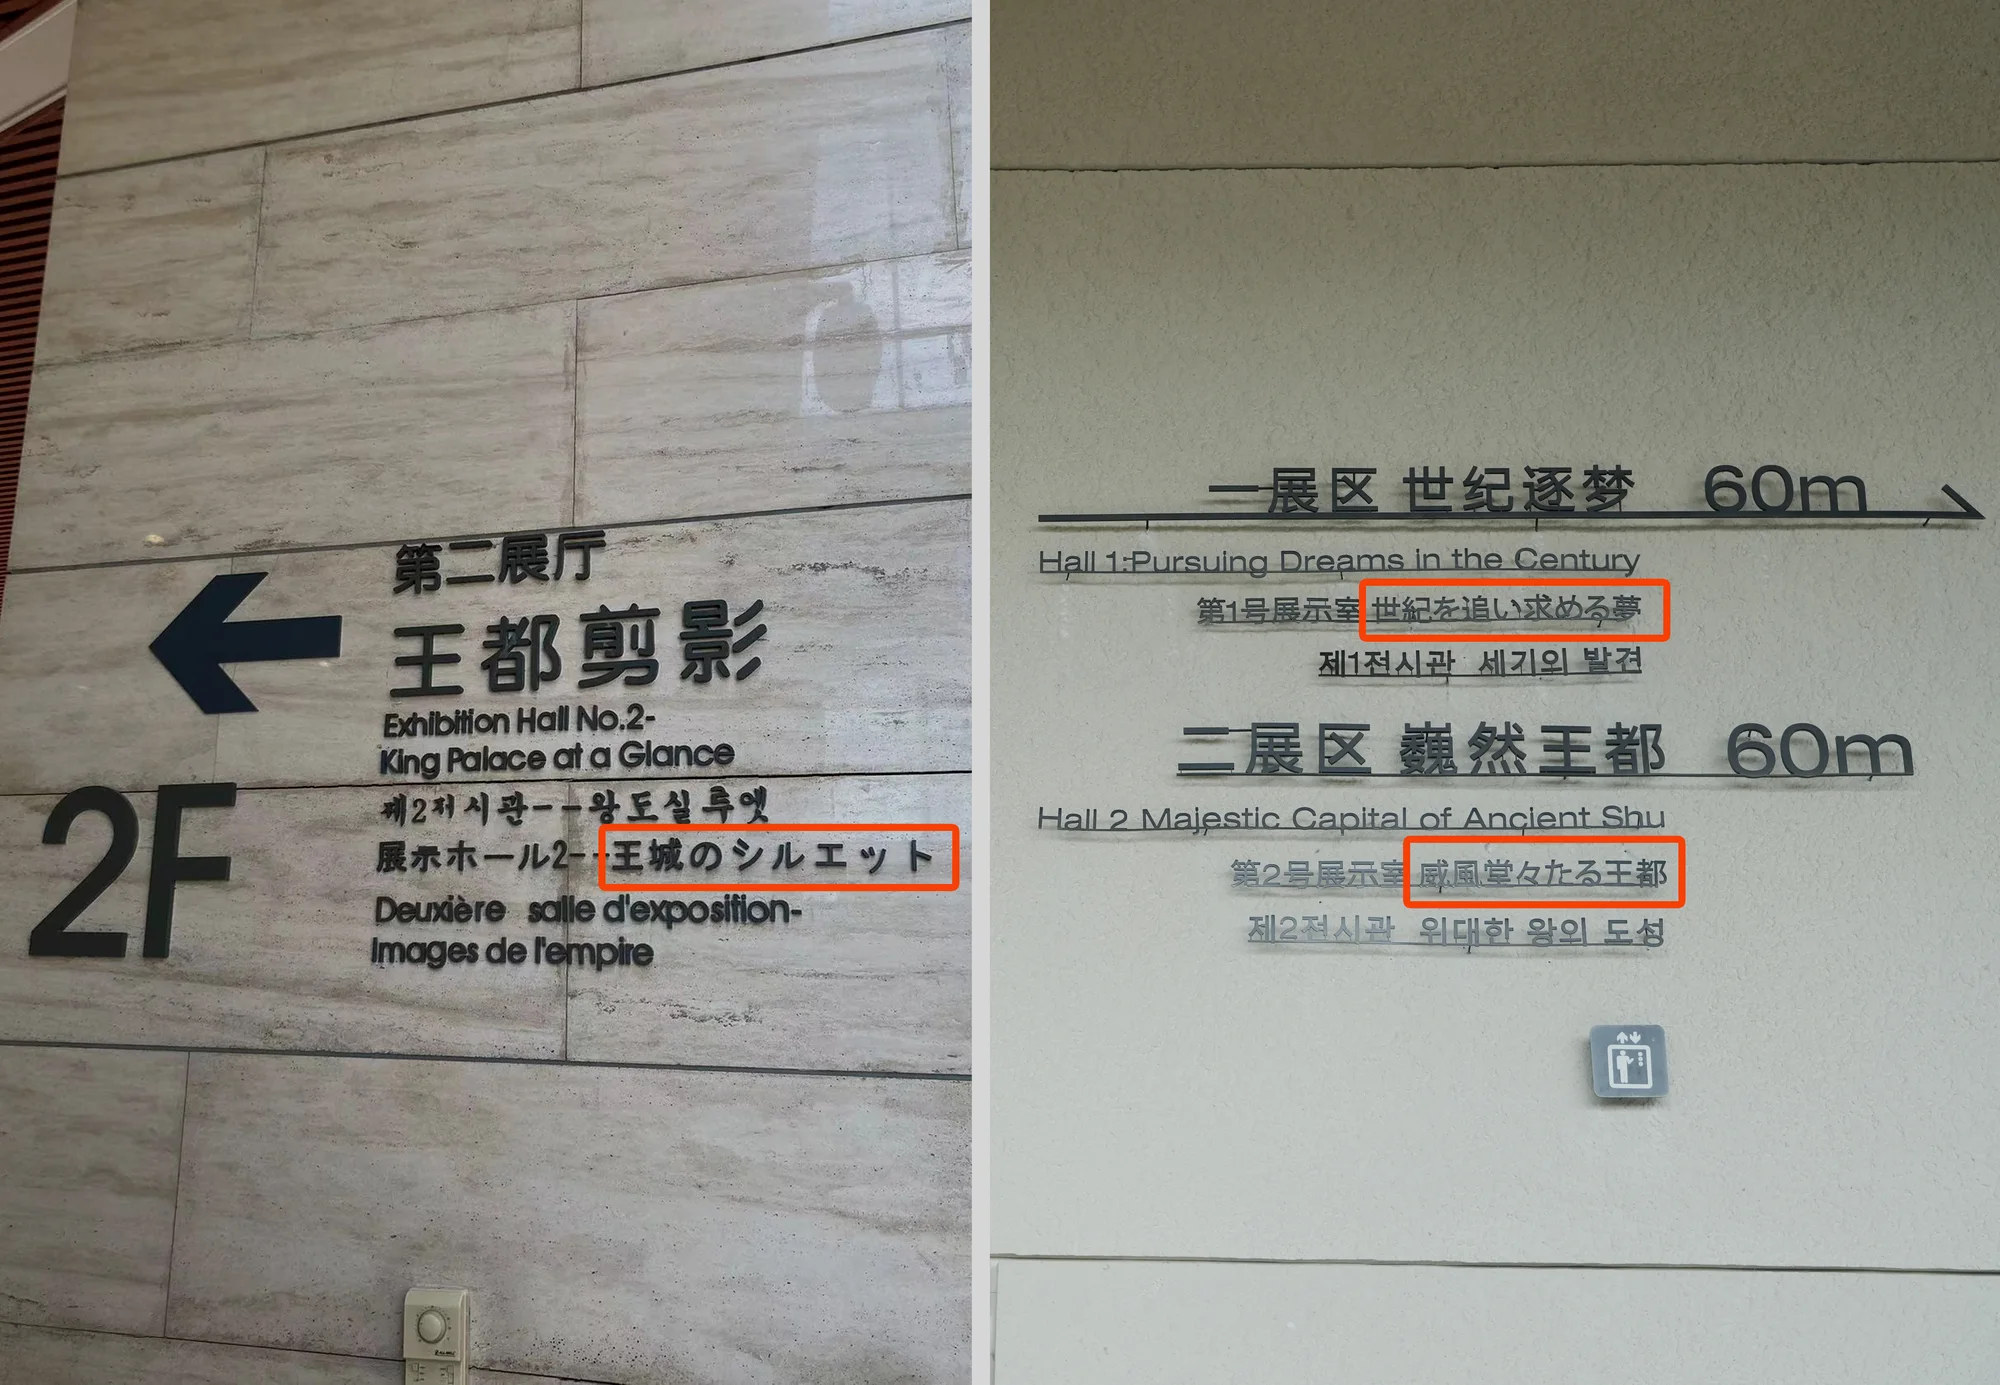 第二展厅
王都剪影
Exhibition Hall No.2-
King Palace at a Glance
제2전시관--왕도실루엣
展示ホール2--王城のシルエット
Deuxière salle d'exposition-
Images de l'empire
2F
一展区 世纪逐梦 60m
Hall 1:Pursuing Dreams in the Century
第1号展示室 世紀を追い求める夢
제1전시관 세기의 발견
二展区 巍然王都 60m
Hall 2 Majestic Capital of Ancient Shu
第2号展示室 威風堂々たる王都
제2전시관 위대한 왕의 도성